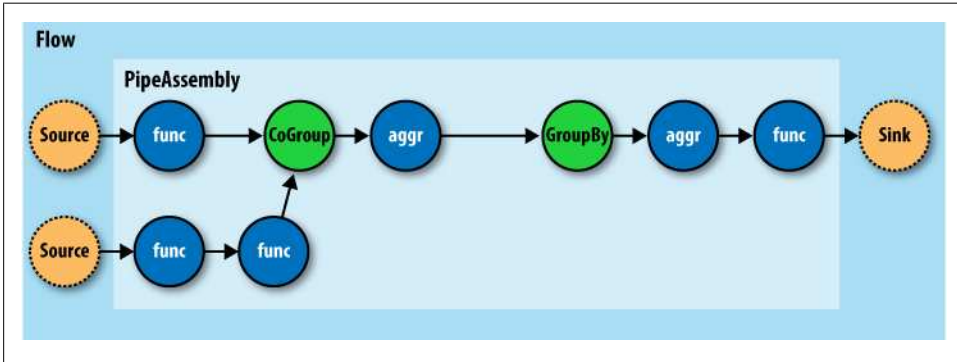 Flow
PipeAssembly
Source func CoGroup aggr GroupBy aggr func Sink
Source func func